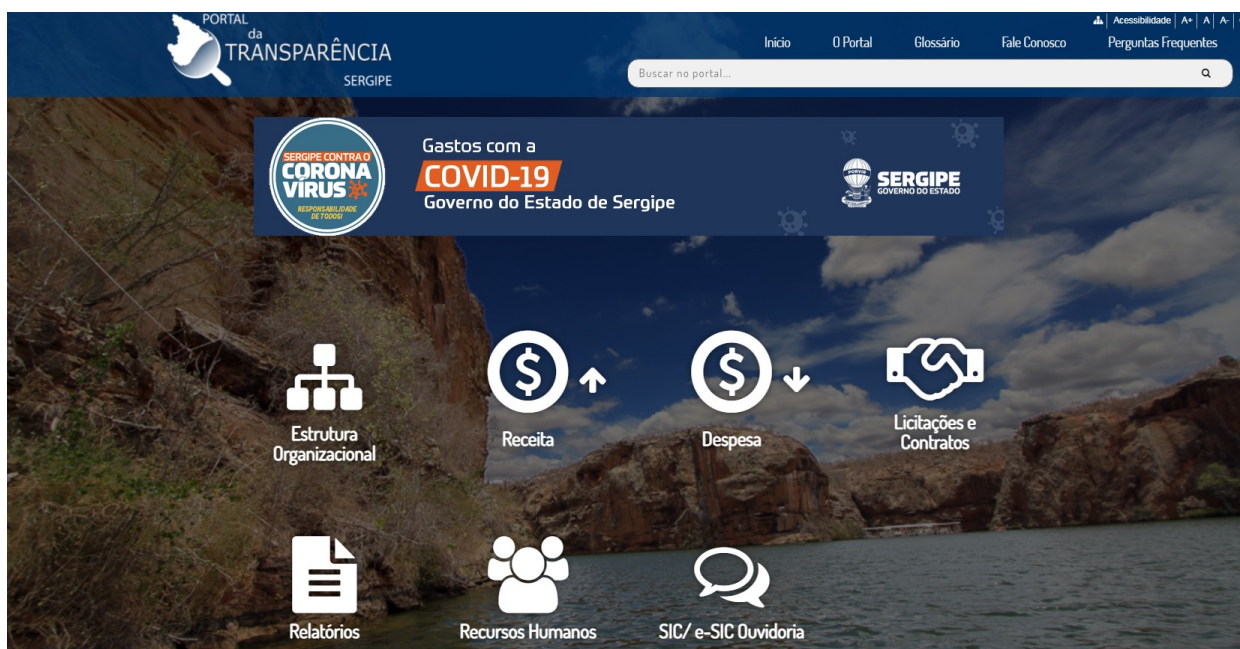 PORTAL
da
TRANSPARÊNCIA
SERGIPE
Acessibilidade A+ A A-
Início O Portal Glossário Fale Conosco Perguntas Frequentes
Buscar no portal...
SERGIPE CONTRA O
CORONA
VÍRUS
RESPONSABILIDADE
DE TODOS!
Gastos com a
COVID-19
Governo do Estado de Sergipe
SERGIPE
GOVERNO DO ESTADO
Estrutura
Organizacional
Receita
Despesa
Licitações e
Contratos
Relatórios
Recursos Humanos
SIC/ e-SIC Ouvidoria